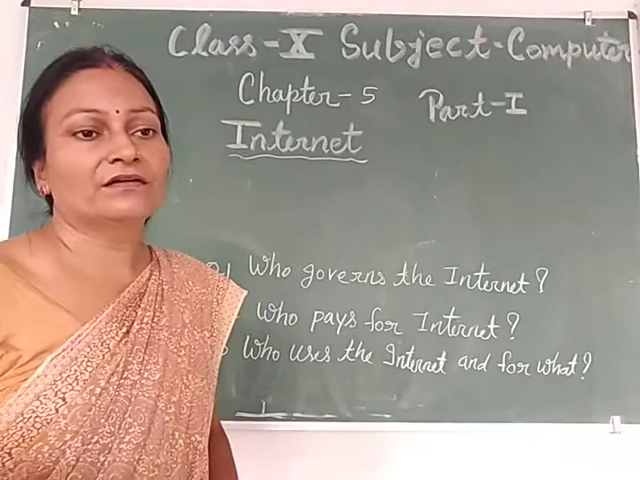 Class-X Subject-Computer
Chapter-5 Part-I
Internet
Who governs the Internet?
Who pays for Internet?
Who uses the Internet and for what?